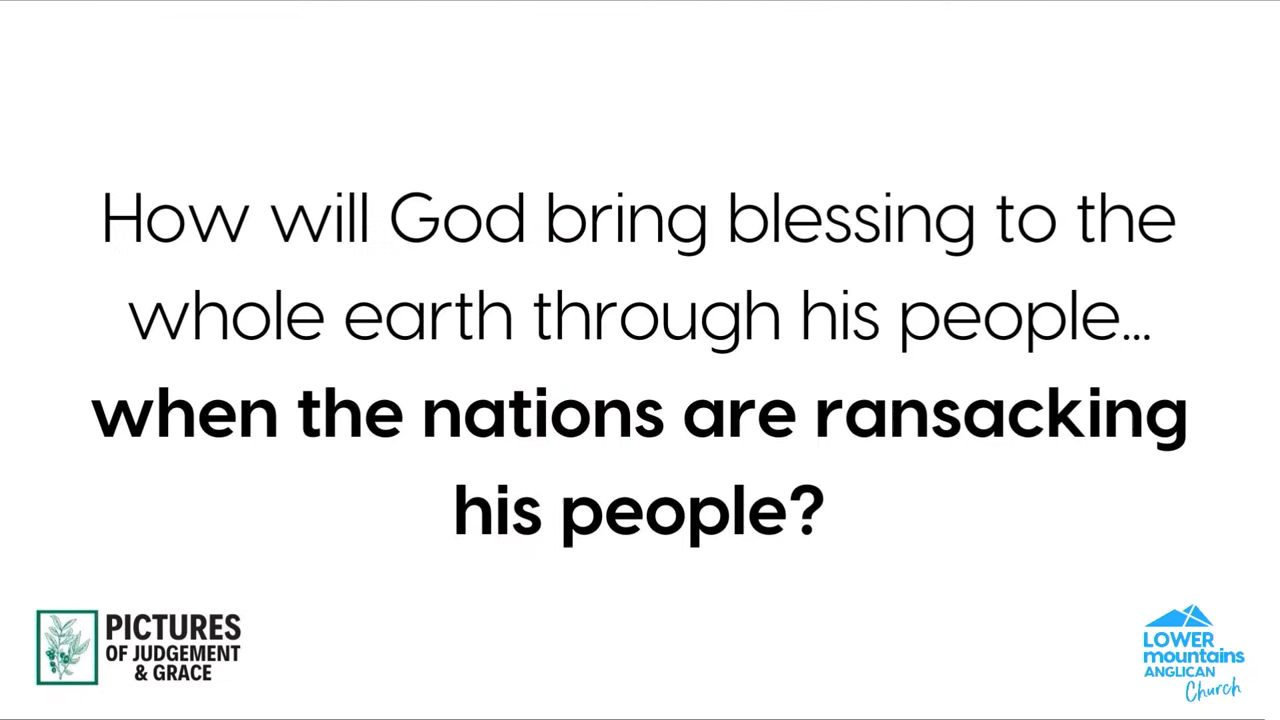 How will God bring blessing to the
whole earth through his people...
when the nations are ransacking
his people?
PICTURES
OF JUDGEMENT
& GRACE
LOWER
mountains
ANGLICAN
Church